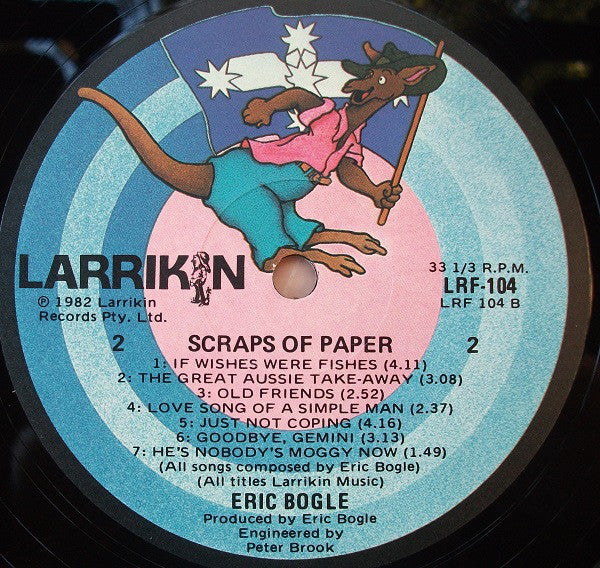 LARRIKIN
℗ 1982 Larrikin
Records Pty. Ltd.
33 1/3 R.P.M.
LRF-104
LRF 104 B
2 SCRAPS OF PAPER 2
1: IF WISHES WERE FISHES (4.11)
2: THE GREAT AUSSIE TAKE-AWAY (3.08)
3: OLD FRIENDS (2.52)
4: LOVE SONG OF A SIMPLE MAN (2.37)
5: JUST NOT COPING (4.16)
6: GOODBYE, GEMINI (3.13)
7: HE'S NOBODY'S MOGGY NOW (1.49)
(All songs composed by Eric Bogle)
(All titles Larrikin Music)
ERIC BOGLE
Produced by Eric Bogle
Engineered by
Peter Brook